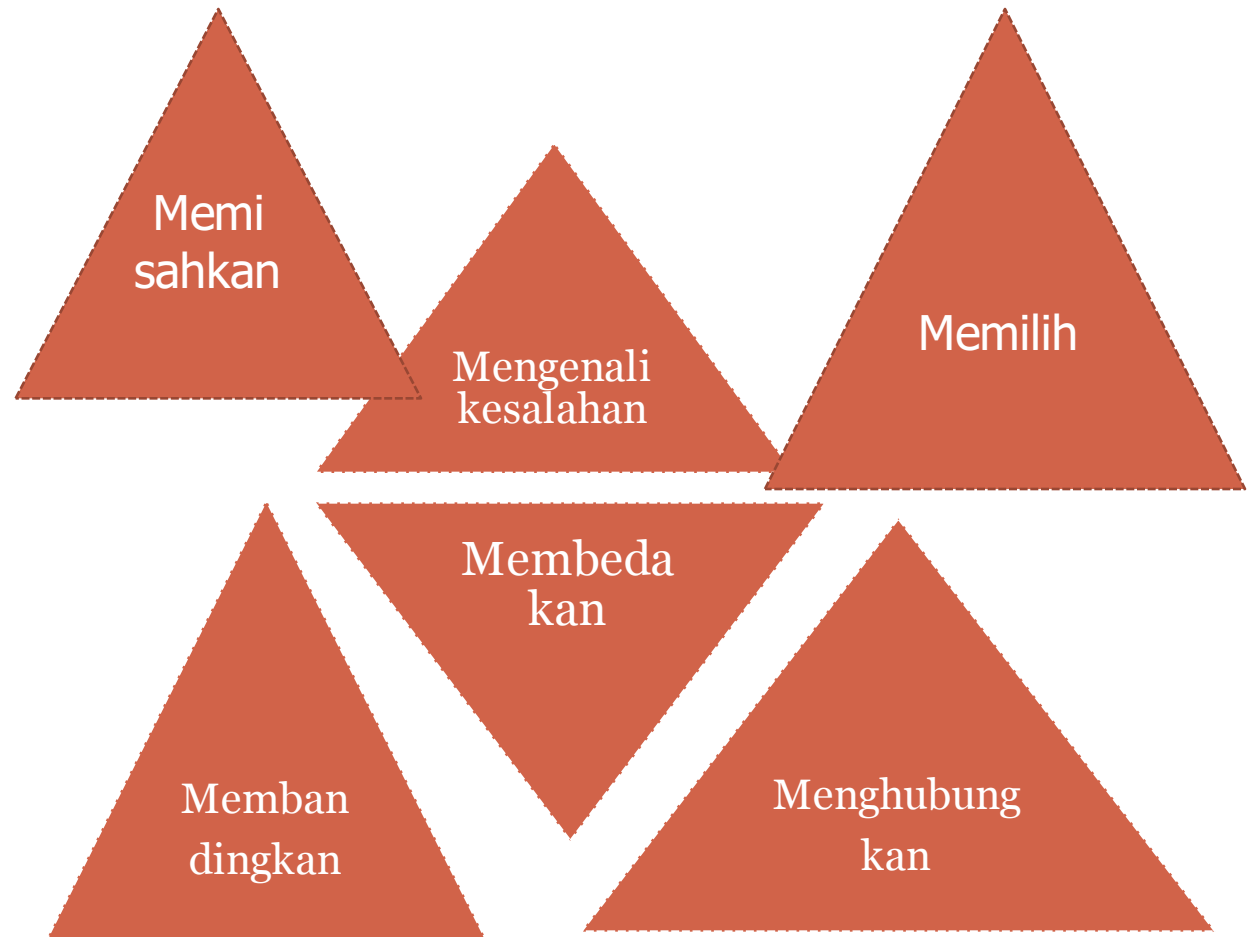 Memi
sahkan
Mengenali
kesalahan
Memilih
Membeda
kan
Memban
dingkan
Menghubung
kan